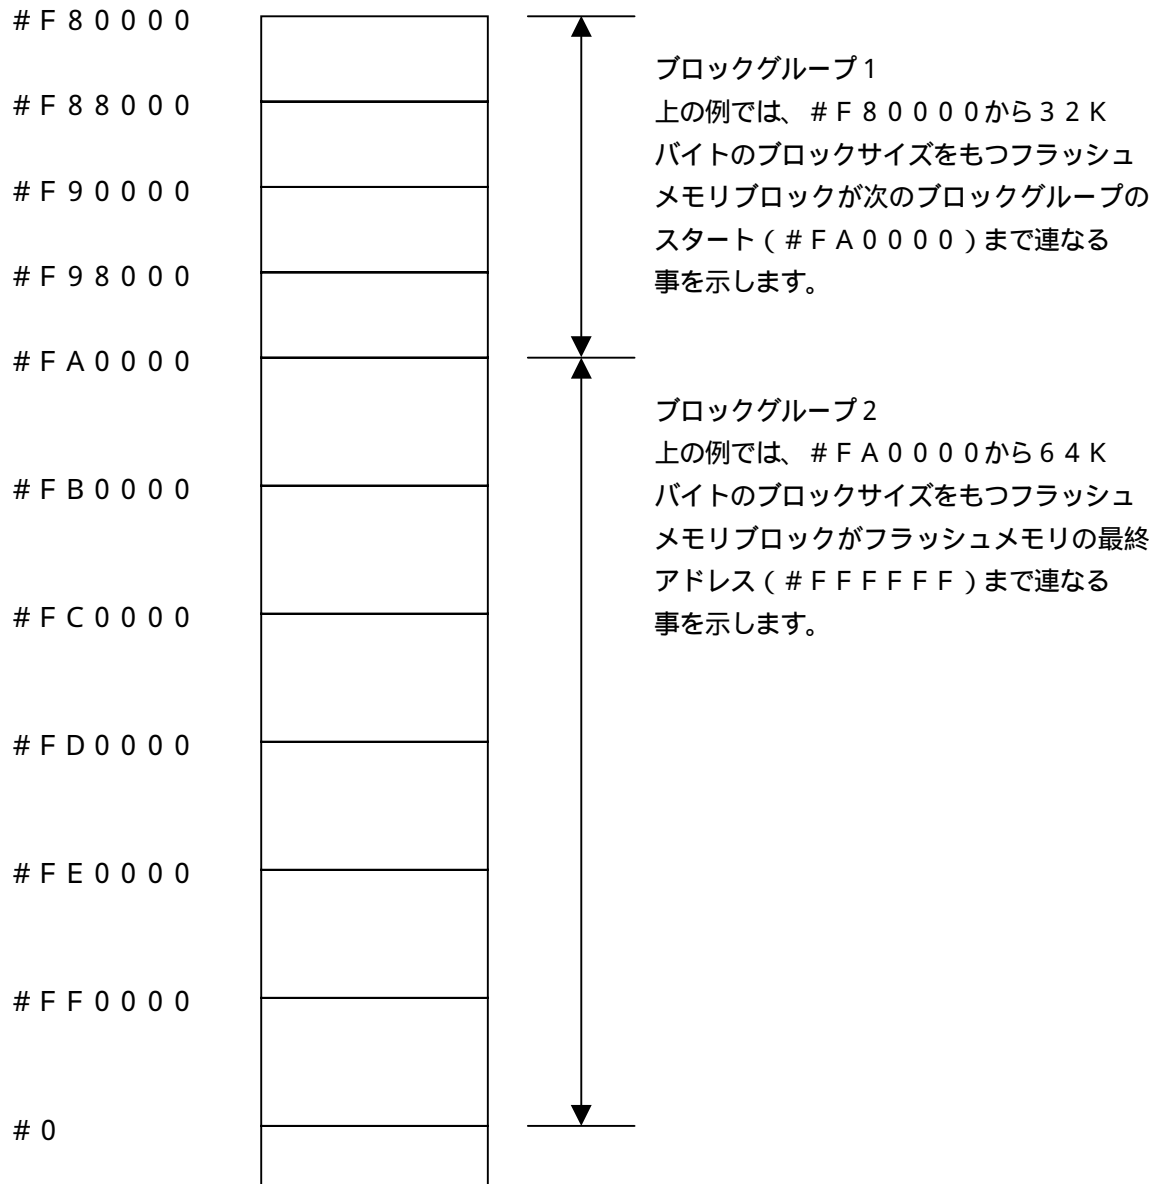 #F80000
#F88000
#F90000
#F98000
#FA0000
#FB0000
#FC0000
#FD0000
#FE0000
#FF0000
#0
ブロックグループ1
上の例では、#F80000から32K
バイトのブロックサイズをもつフラッシュ
メモリブロックが次のブロックグループの
スタート(#FA0000)まで連なる
事を示します。
ブロックグループ2
上の例では、#FA0000から64K
バイトのブロックサイズをもつフラッシュ
メモリブロックがフラッシュメモリの最終
アドレス(#FFFFFF)まで連なる
事を示します。